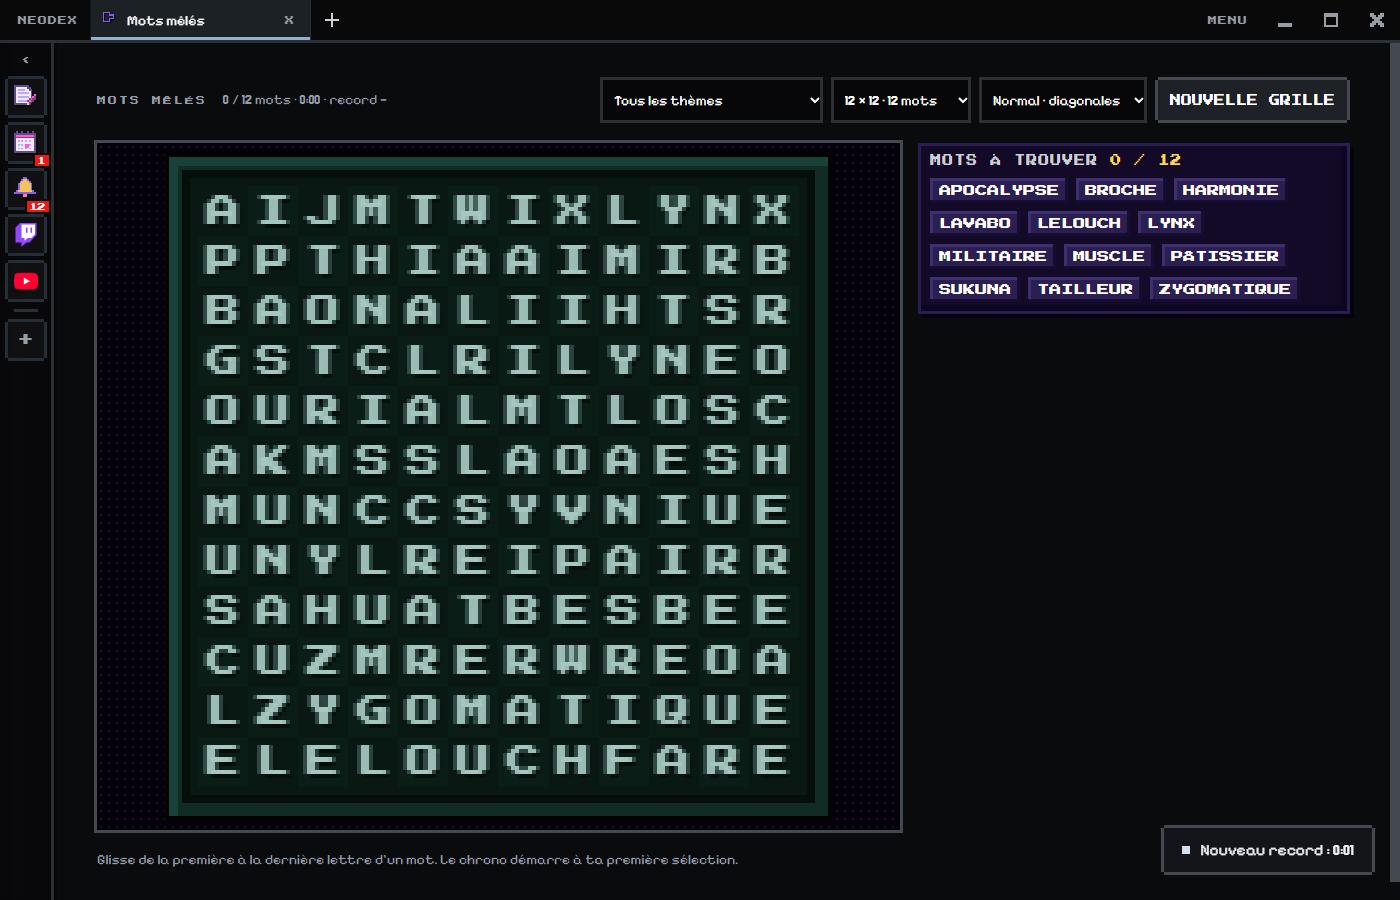 NEODEX
Mots mêlés
MENU
MOTS MÊLÉS 0 / 12 mots · 0:00 · record –
Tous les thèmes
12 × 12 · 12 mots
Normal · diagonales
NOUVELLE GRILLE
1
12
A I J M T W I X L Y N X
P P T H I A A I M I R B
B A O N A L I I H T S R
G S T C L R I L Y N E O
O U R I A L M T L O S C
A K M S S L A O A E S H
M U N C C S Y V N I U E
U N Y L R E I P A I R R
S A H U A T B E S B E E
C U Z M R E R W R E O A
L Z Y G O M A T I Q U E
E L E L O U C H F A R E
MOTS À TROUVER 0 / 12
APOCALYPSE BROCHE HARMONIE
LAVABO LELOUCH LYNX
MILITAIRE MUSCLE PÂTISSIER
SUKUNA TAILLEUR ZYGOMATIQUE
Glisse de la première à la dernière lettre d'un mot. Le chrono démarre à ta première sélection.
Nouveau record : 0:01